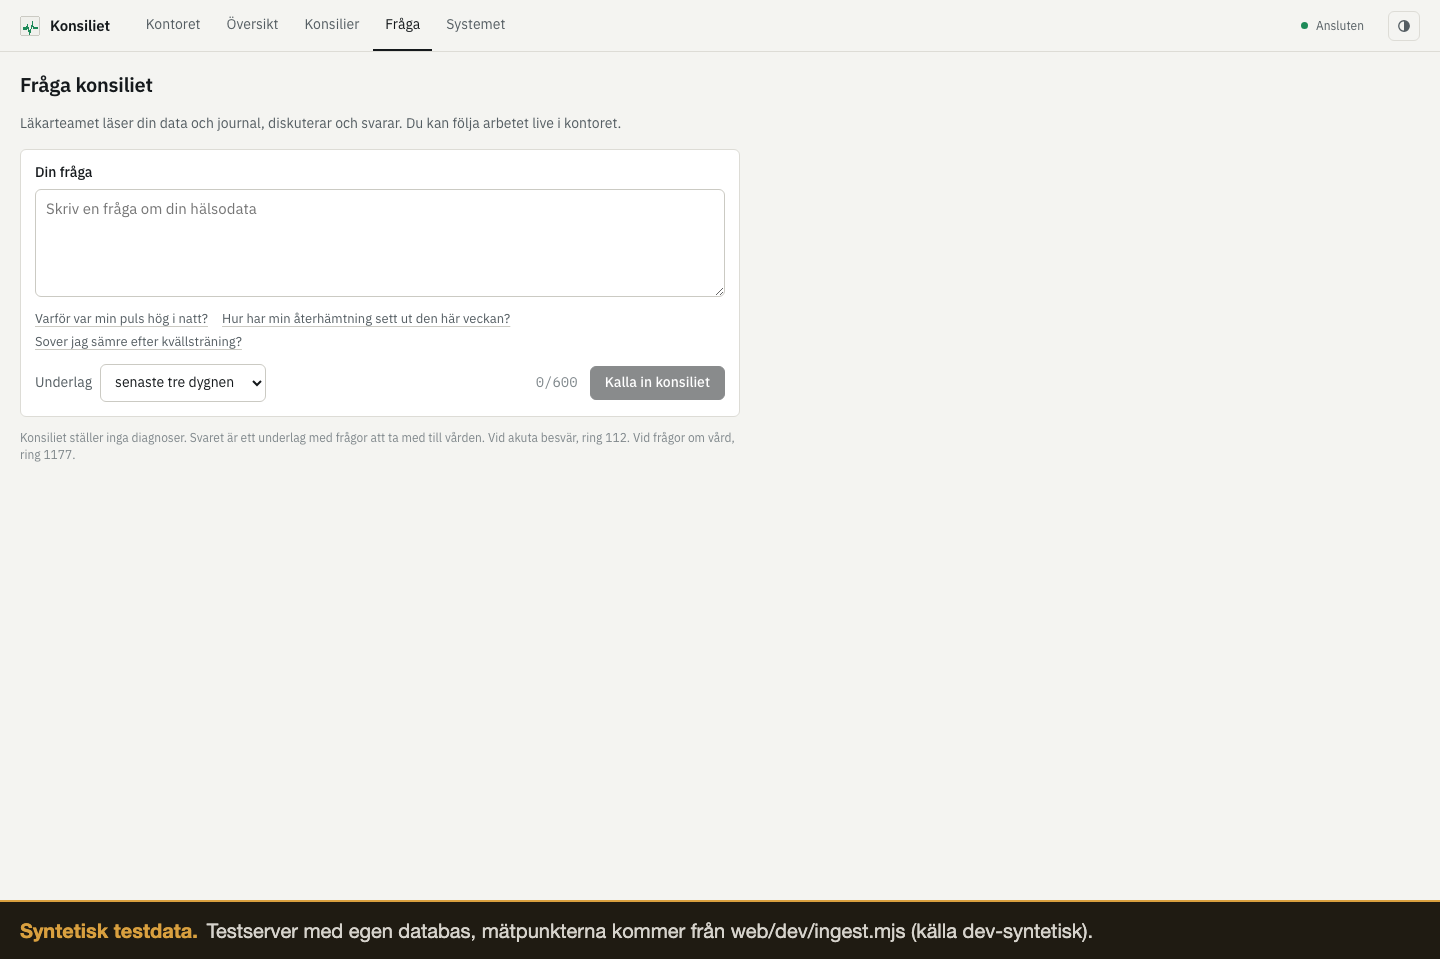 Konsiliet
Kontoret
Översikt
Konsilier
Fråga
Systemet
Ansluten
Fråga konsiliet
Läkarteamet läser din data och journal, diskuterar och svarar. Du kan följa arbetet live i kontoret.
Din fråga
Skriv en fråga om din hälsodata
Varför var min puls hög i natt? Hur har min återhämtning sett ut den här veckan?
Sover jag sämre efter kvällsträning?
Underlag senaste tre dygnen 0/600 Kalla in konsiliet
Konsiliet ställer inga diagnoser. Svaret är ett underlag med frågor att ta med till vården. Vid akuta besvär, ring 112. Vid frågor om vård,
ring 1177.
Syntetisk testdata. Testserver med egen databas, mätpunkterna kommer från web/dev/ingest.mjs (källa dev-syntetisk).